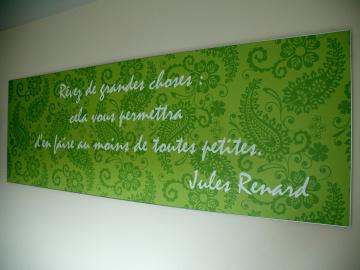 Rêvez de grandes choses :
cela vous permettra
d'en faire au moins de toutes petites.
Jules Renard